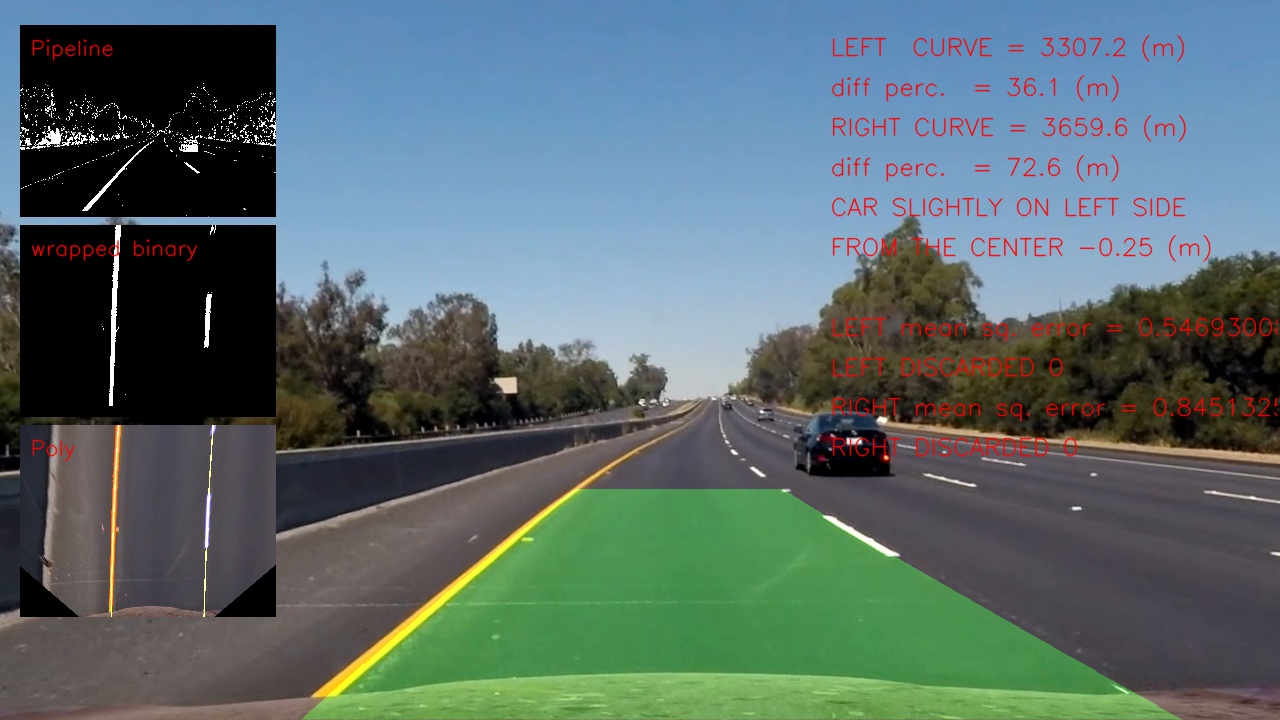 Pipeline
wrapped binary
Poly
LEFT CURVE = 3307.2 (m)
diff perc. = 36.1 (m)
RIGHT CURVE = 3659.6 (m)
diff perc. = 72.6 (m)
CAR SLIGHTLY ON LEFT SIDE
FROM THE CENTER -0.25 (m)
LEFT mean sq. error = 0.5469300
LEFT DISCARDED 0
RIGHT mean sq. error = 0.845132
RIGHT DISCARDED 0